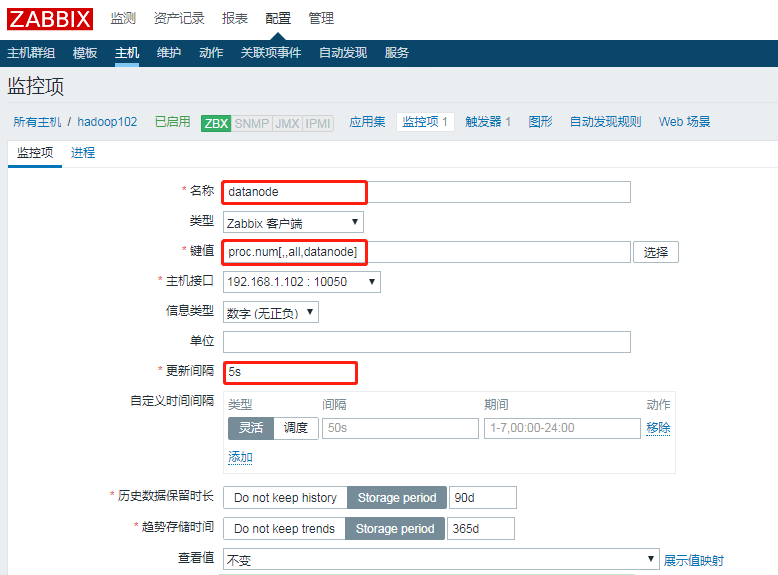 ZABBIX 监测 资产记录 报表 配置 管理
主机群组 模板 主机 维护 动作 关联项事件 自动发现 服务
监控项
所有主机 / hadoop102 已启用 ZBX SNMP JMX IPMI 应用集 监控项 1 触发器 1 图形 自动发现规则 Web 场景
监控项 进程
* 名称 datanode
类型 Zabbix 客户端
* 键值 proc.num[,,all,datanode] 选择
* 主机接口 192.168.1.102 : 10050
信息类型 数字 (无正负)
单位
* 更新间隔 5s
自定义时间间隔 类型 间隔 期间 动作
灵活 调度 50s 1-7,00:00-24:00 移除
添加
* 历史数据保留时长 Do not keep history Storage period 90d
* 趋势存储时间 Do not keep trends Storage period 365d
查看值 不变 展示值映射